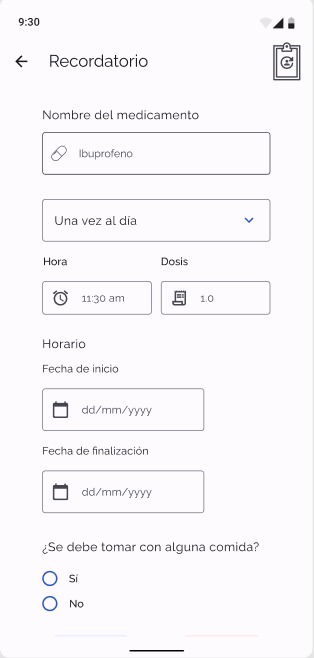 9:30
Recordatorio
Nombre del medicamento
Ibuprofeno
Una vez al día
Hora Dosis
11:30 am 1.0
Horario
Fecha de inicio
dd/mm/yyyy
Fecha de finalización
dd/mm/yyyy
¿Se debe tomar con alguna comida?
Sí
No